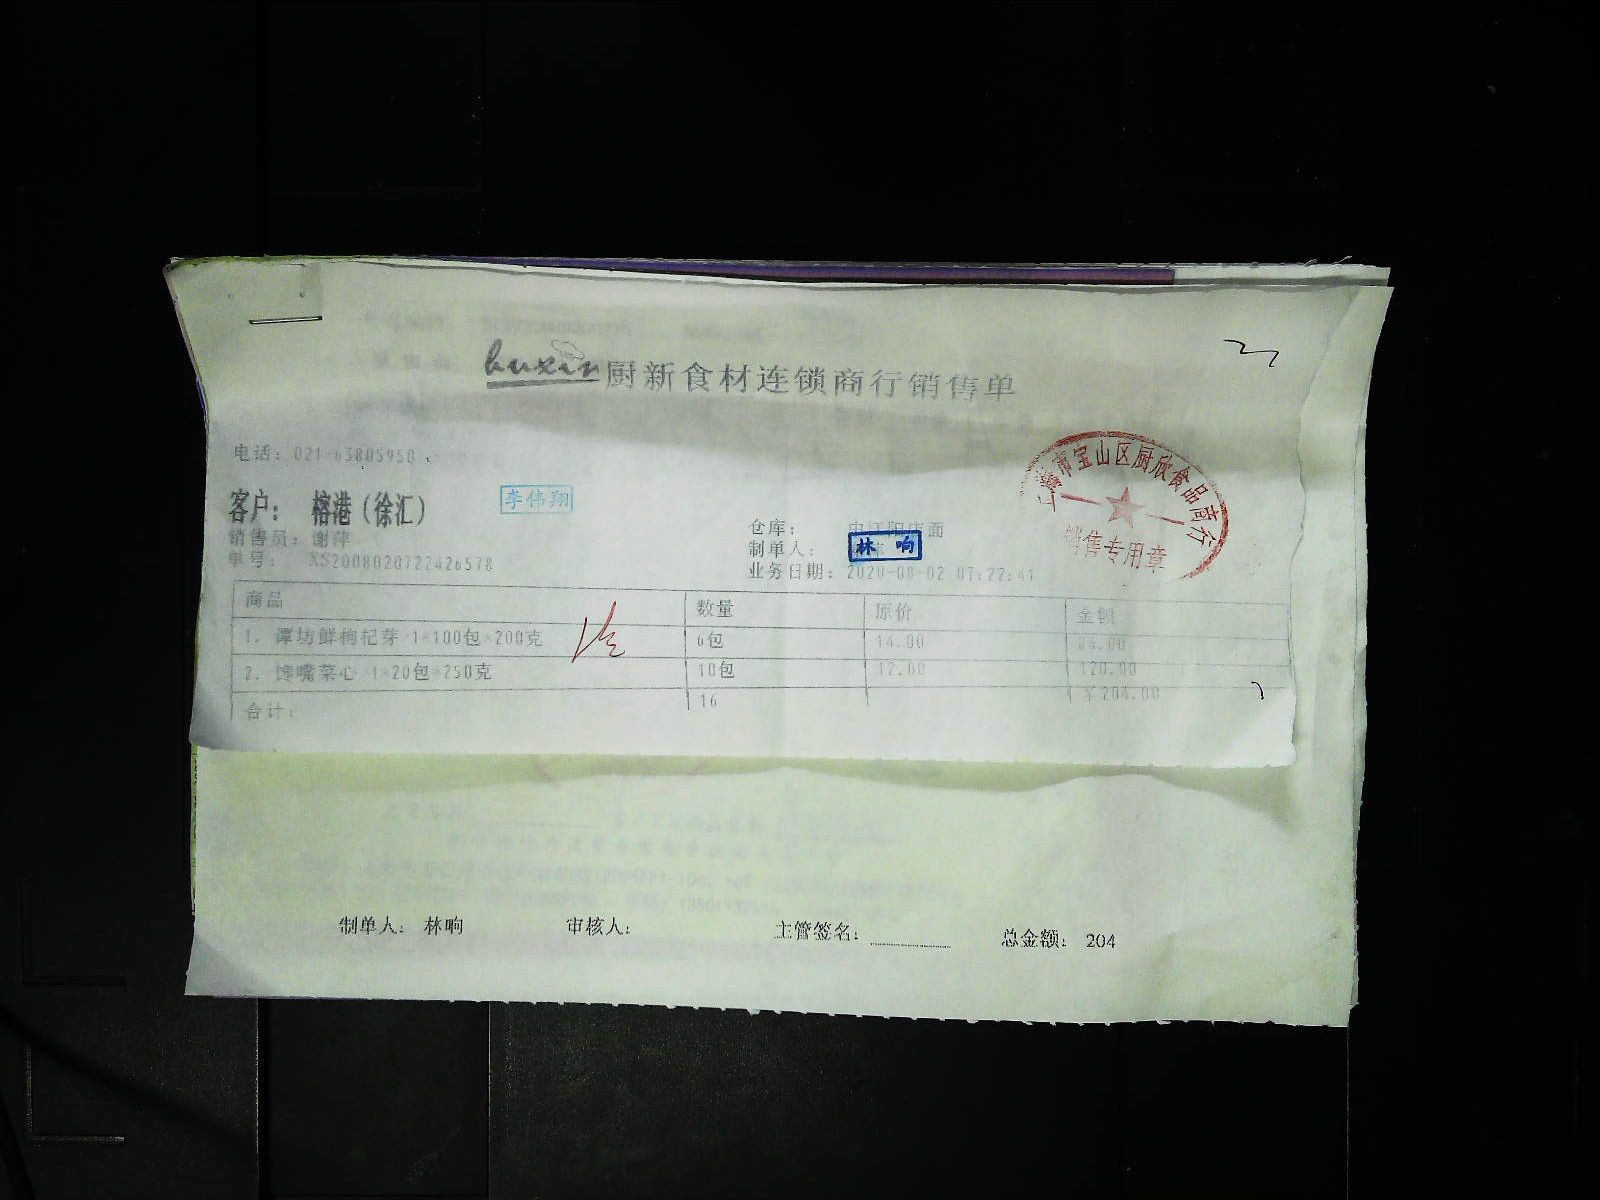 huxin 厨新食材连锁商行销售单
电话：021-63805958
上海市宝山区厨欣食品商行
销售专用章
客户： 榕港（徐汇）
李伟翔
仓库： 面
销售员：谢萍
制单人：
林 响
单号： XS2008020722426578
业务日期：2020-08-02 07:22:41
商品 数量 原价 金额
1. 谭坊鲜枸杞芽/1*100包*200克 6包 14.00 84.00
2. 馋嘴菜心/1*20包*250克 10包 12.00 120.00
合计： 16 ￥204.00
制单人：林响 审核人： 主管签名： 总金额：204